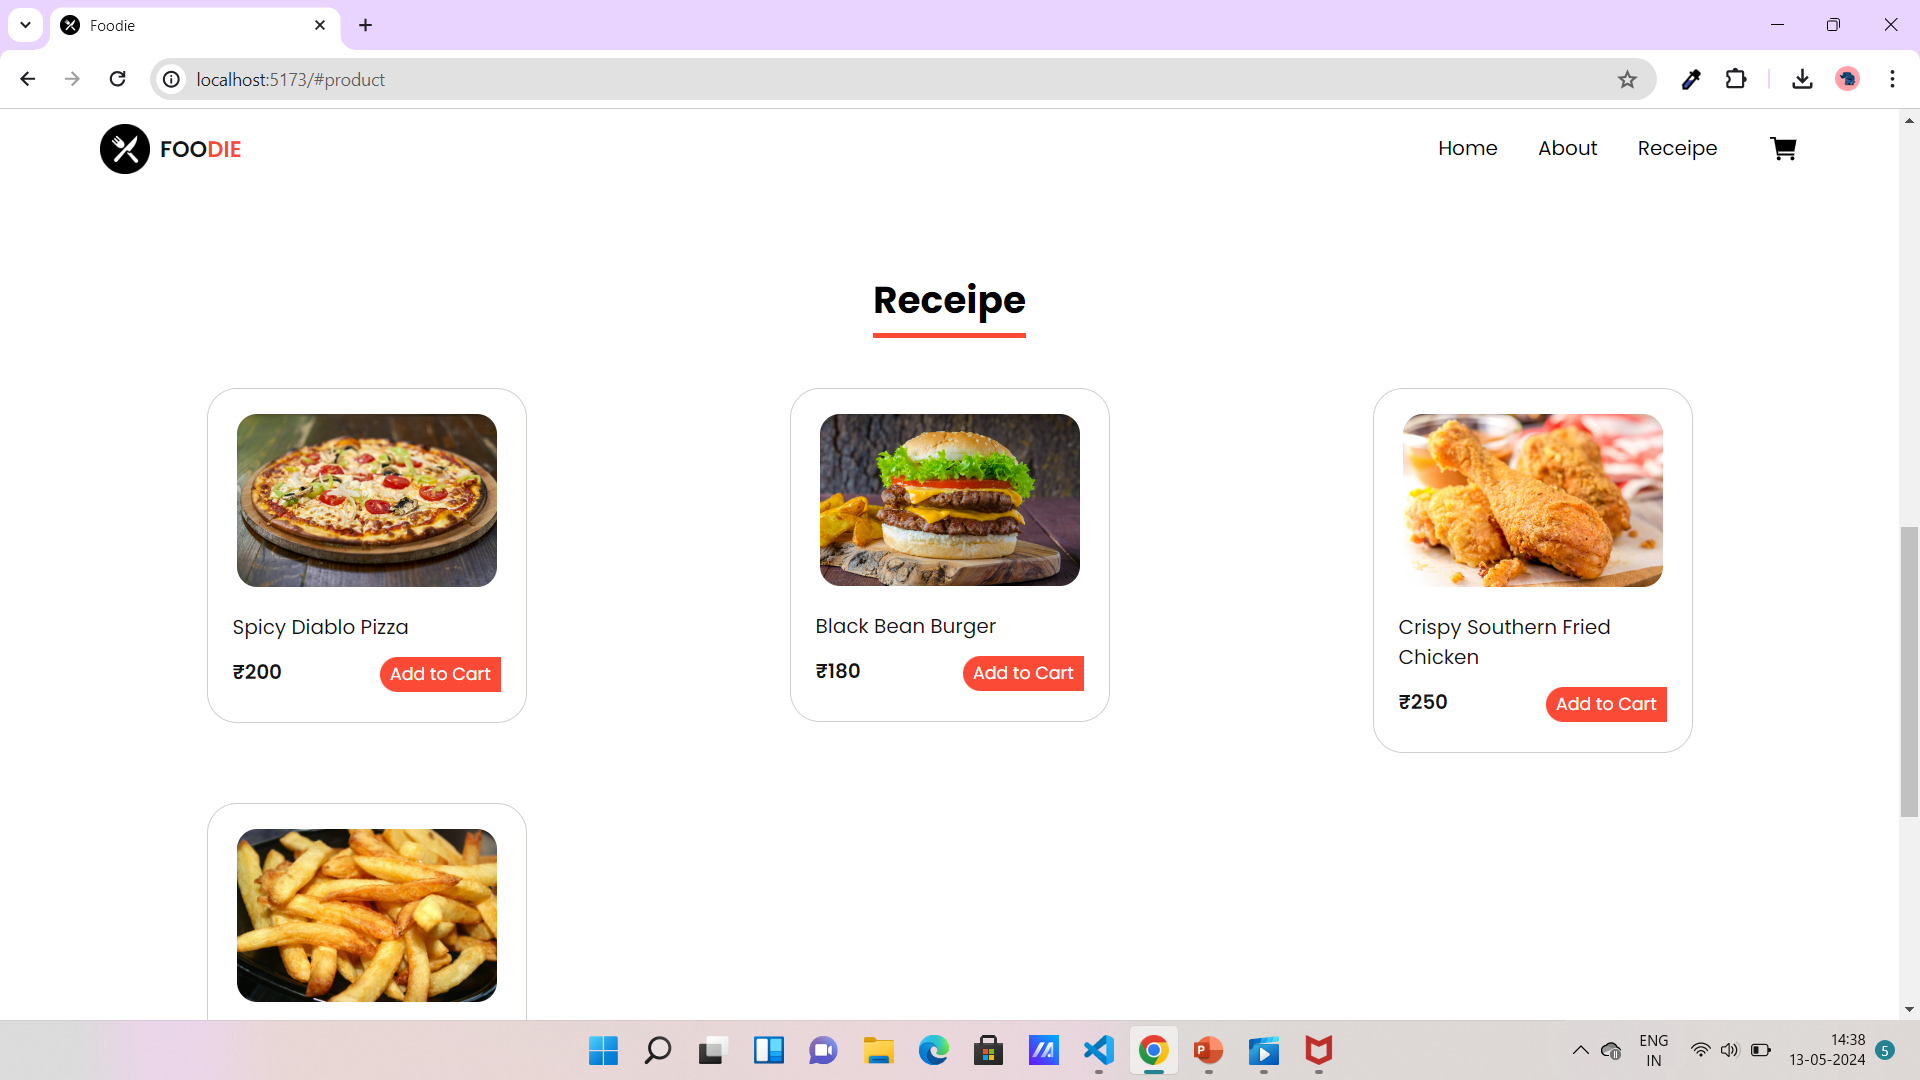 Foodie
localhost:5173/#product
FOODIE
Home
About
Receipe
Receipe
Spicy Diablo Pizza
₹200
Add to Cart
Black Bean Burger
₹180
Add to Cart
Crispy Southern Fried
Chicken
₹250
Add to Cart
ENG
IN
14:38
13-05-2024
5